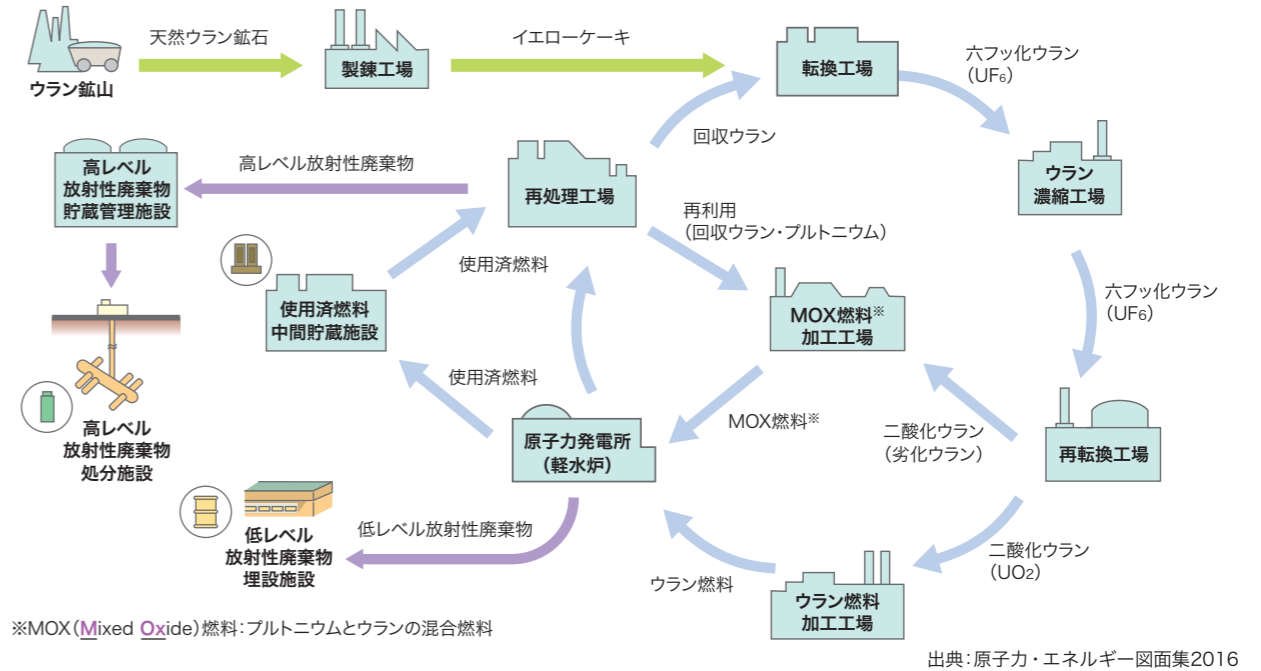 天然ウラン鉱石
イエローケーキ
ウラン鉱山
製錬工場
転換工場
六フッ化ウラン
(UF6)
回収ウラン
高レベル
放射性廃棄物
貯蔵管理施設
高レベル放射性廃棄物
再処理工場
ウラン
濃縮工場
再利用
(回収ウラン・プルトニウム)
使用済燃料
使用済燃料
中間貯蔵施設
MOX燃料※
加工工場
六フッ化ウラン
(UF6)
使用済燃料
高レベル
放射性廃棄物
処分施設
原子力発電所
(軽水炉)
MOX燃料※
二酸化ウラン
(劣化ウラン)
再転換工場
低レベル
放射性廃棄物
埋設施設
低レベル放射性廃棄物
ウラン燃料
ウラン燃料
加工工場
二酸化ウラン
(UO2)
※MOX(Mixed Oxide)燃料:プルトニウムとウランの混合燃料
出典:原子力・エネルギー図面集2016